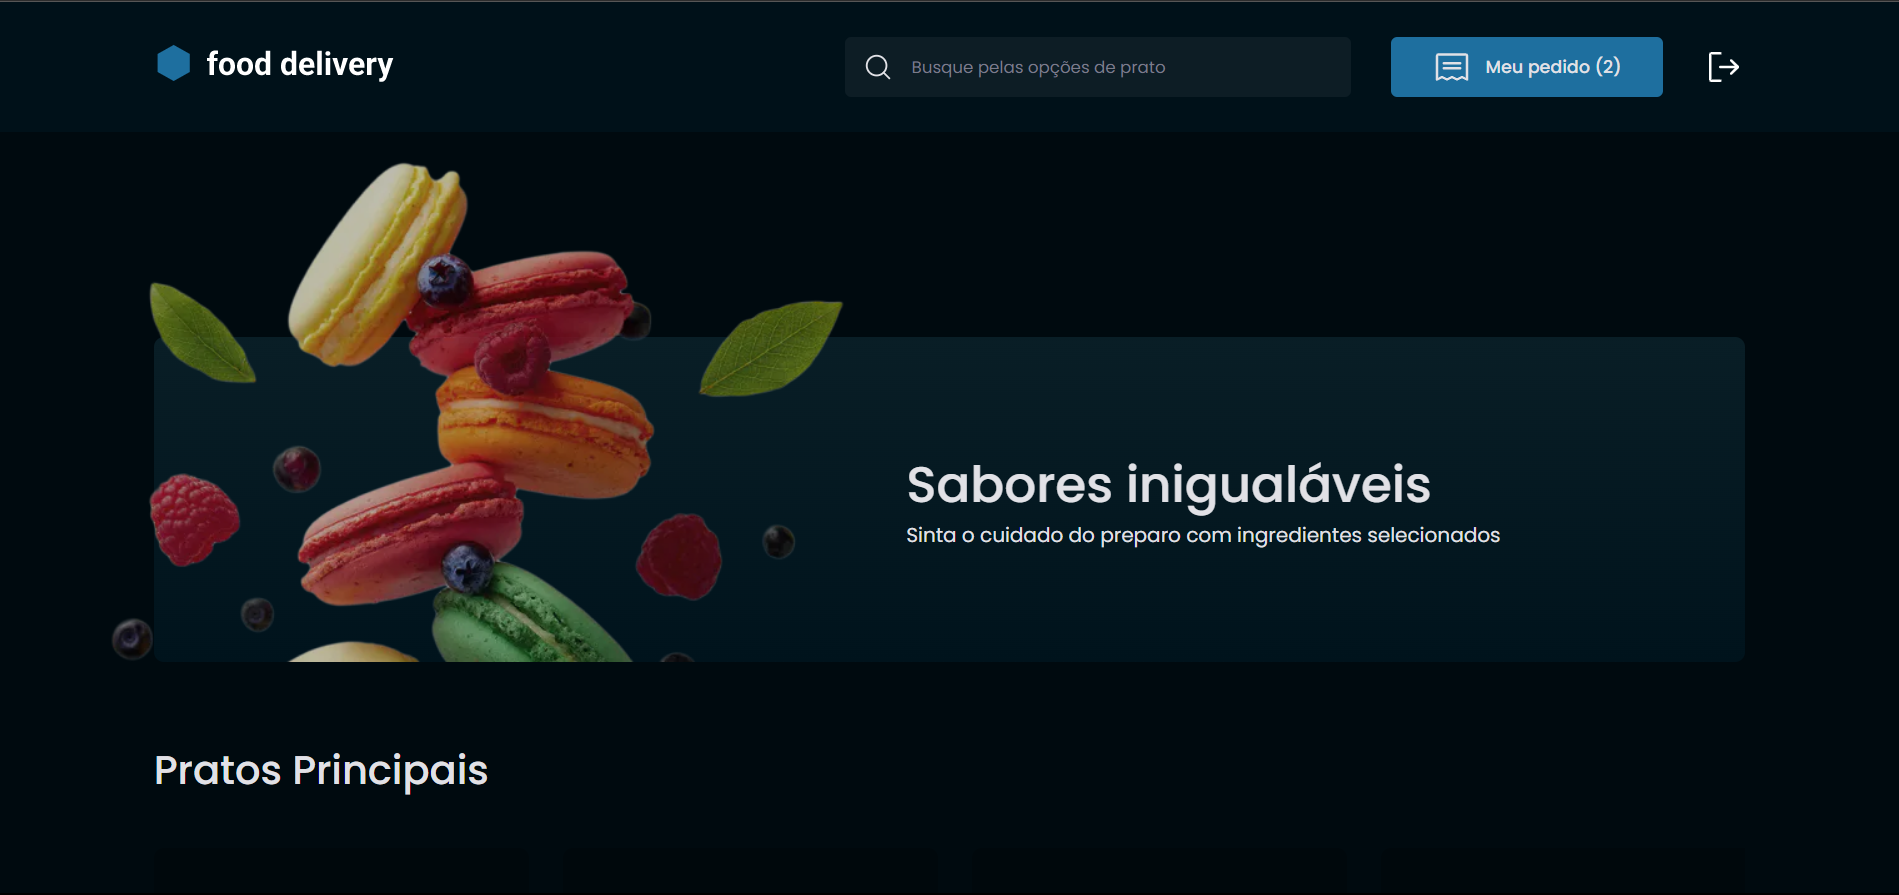 food delivery
Busque pelas opções de prato
Meu pedido (2)
Sabores inigualáveis
Sinta o cuidado do preparo com ingredientes selecionados
Pratos Principais